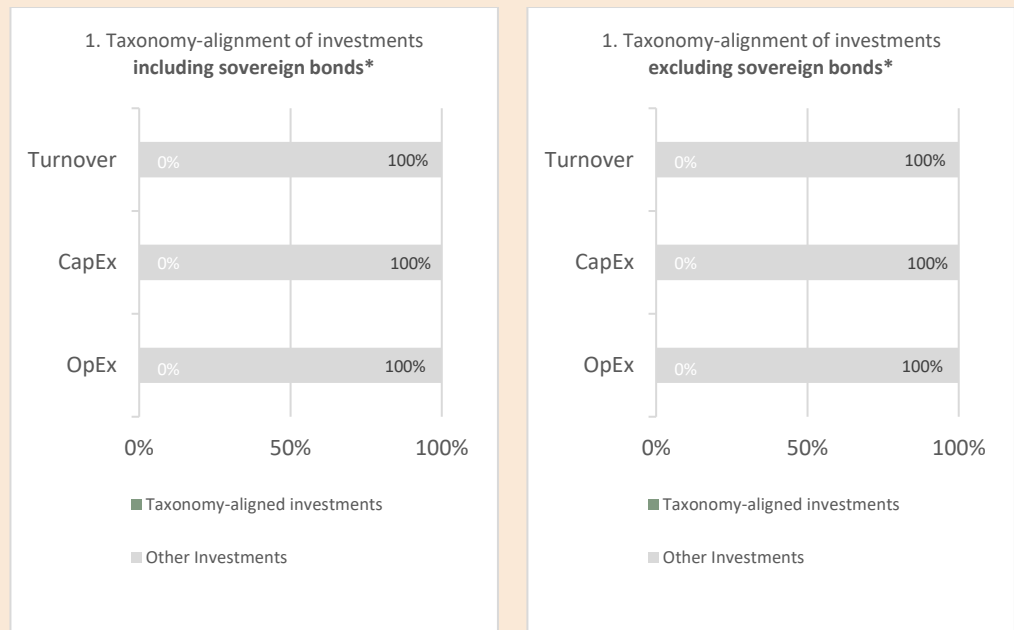 1. Taxonomy-alignment of investments
including sovereign bonds*
Turnover
0%
100%
CapEx
0%
100%
OpEx
0%
100%
0%
50%
100%
Taxonomy-aligned investments
Other Investments
1. Taxonomy-alignment of investments
excluding sovereign bonds*
Turnover
0%
100%
CapEx
0%
100%
OpEx
0%
100%
0%
50%
100%
Taxonomy-aligned investments
Other Investments